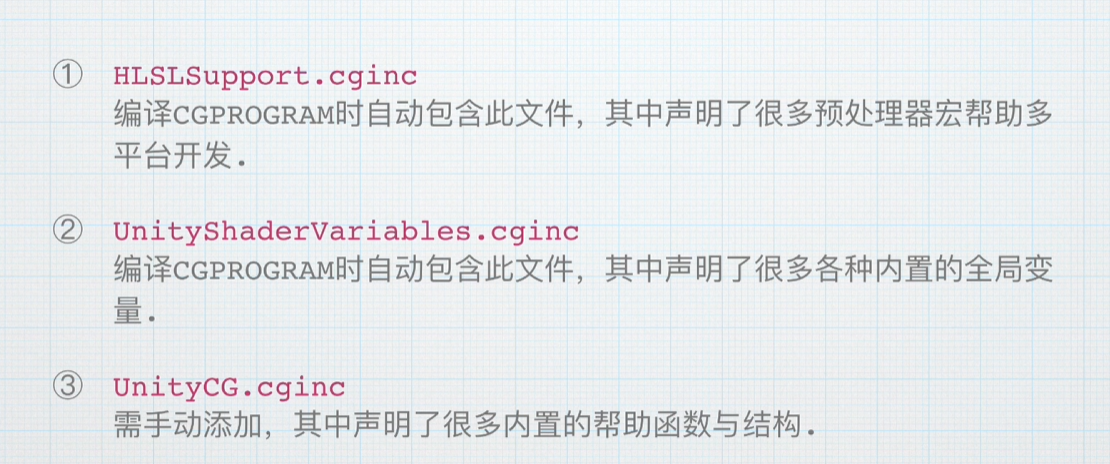 ① HLSLSupport.cginc
编译CGPROGRAM时自动包含此文件，其中声明了很多预处理器宏帮助多
平台开发.
② UnityShaderVariables.cginc
编译CGPROGRAM时自动包含此文件，其中声明了很多各种内置的全局变
量.
③ UnityCG.cginc
需手动添加，其中声明了很多内置的帮助函数与结构.